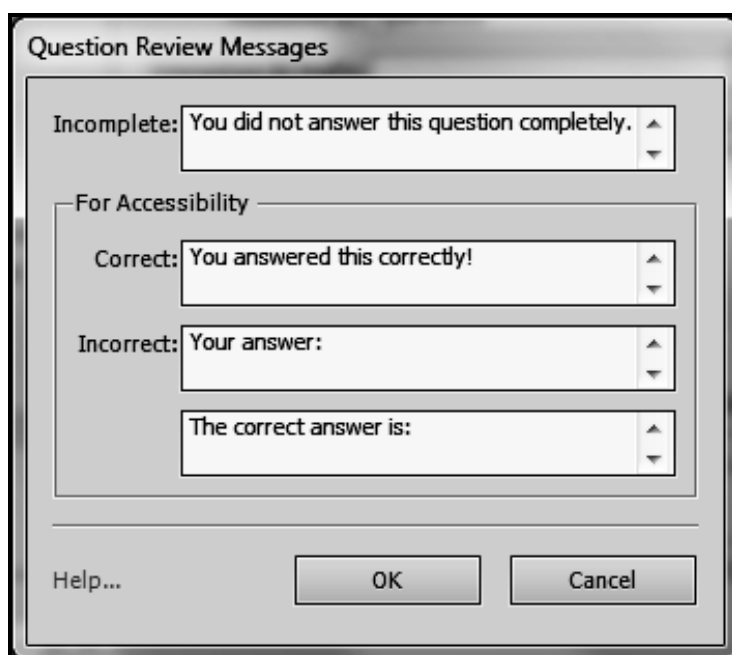 Question Review Messages
Incomplete: You did not answer this question completely.
For Accessibility
Correct: You answered this correctly!
Incorrect: Your answer:
The correct answer is:
Help... OK Cancel